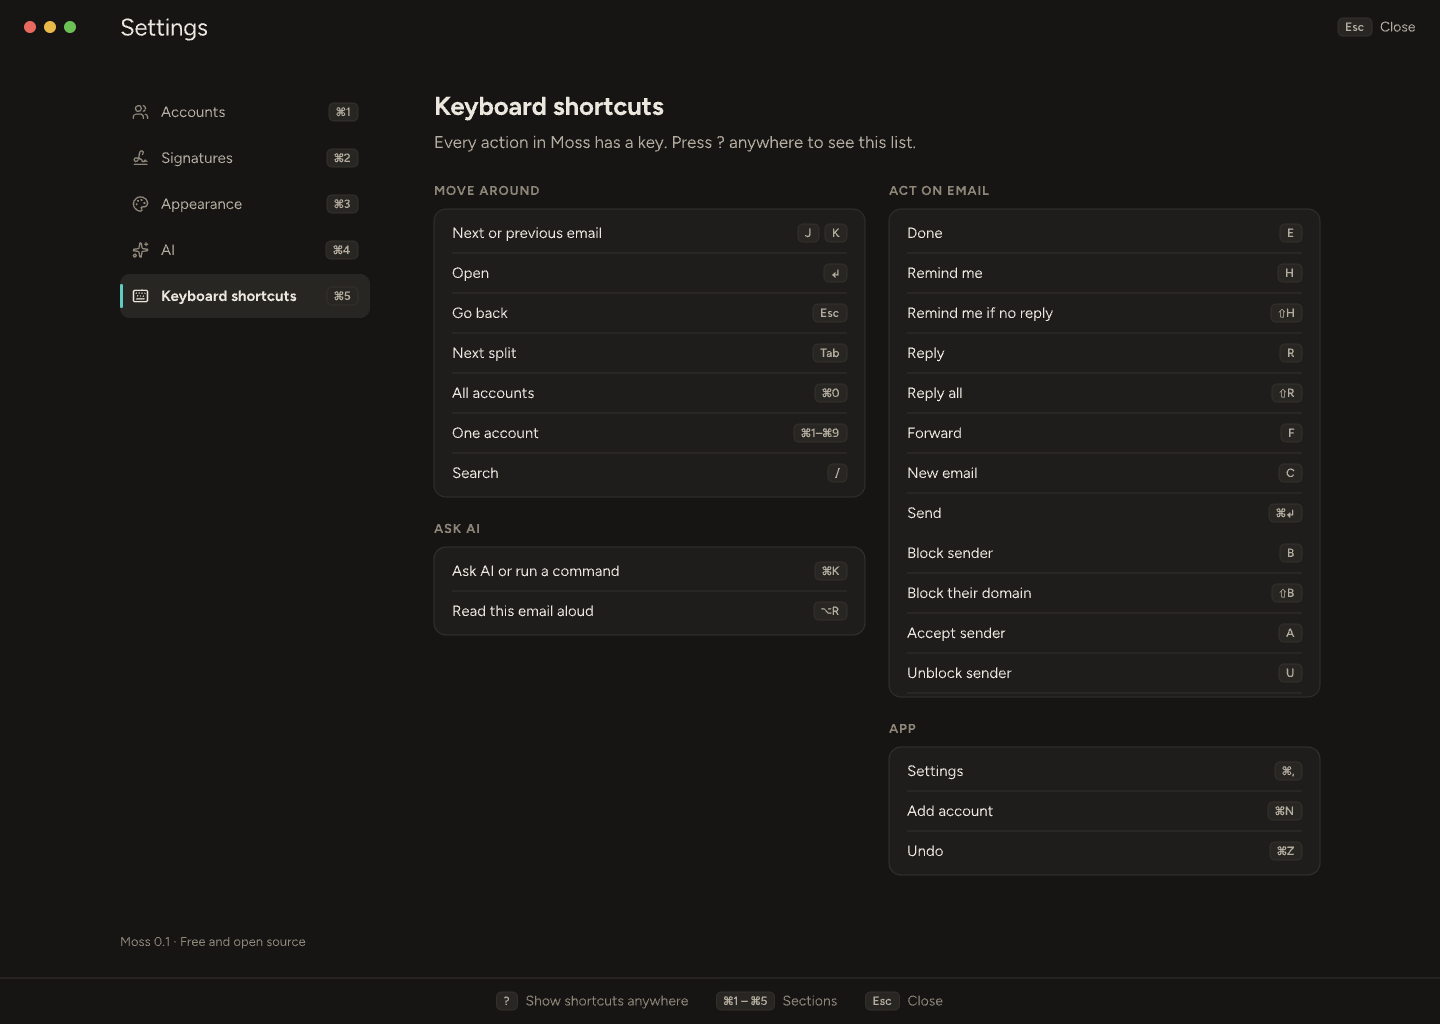 Settings
Esc Close
Accounts ⌘1
Signatures ⌘2
Appearance ⌘3
AI ⌘4
Keyboard shortcuts ⌘5
Keyboard shortcuts
Every action in Moss has a key. Press ? anywhere to see this list.
MOVE AROUND
Next or previous email J K
Open ↲
Go back Esc
Next split Tab
All accounts ⌘0
One account ⌘1–⌘9
Search /
ASK AI
Ask AI or run a command ⌘K
Read this email aloud ⌥R
ACT ON EMAIL
Done E
Remind me H
Remind me if no reply ⇧H
Reply R
Reply all ⇧R
Forward F
New email C
Send ⌘↲
Block sender B
Block their domain ⇧B
Accept sender A
Unblock sender U
APP
Settings ⌘,
Add account ⌘N
Undo ⌘Z
Moss 0.1 · Free and open source
? Show shortcuts anywhere ⌘1 – ⌘5 Sections Esc Close